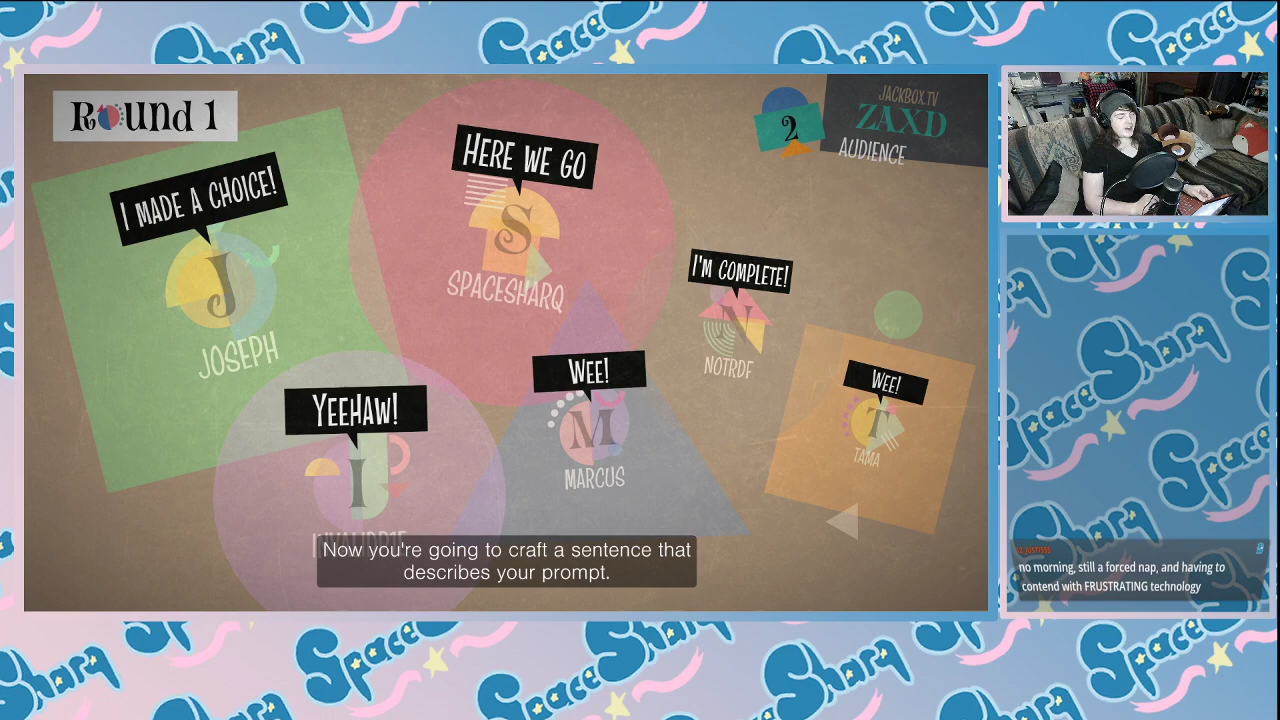 Round 1
JACKBOX.TV
ZAXD
2
AUDIENCE
HERE WE GO
I MADE A CHOICE!
S
SPACESHARQ
J
JOSEPH
I'M COMPLETE!
N
NOTRDF
WEE!
M
MARCUS
WEE!
T
TAMA
YEEHAW!
I
Now you're going to craft a sentence that
describes your prompt.
no morning, still a forced nap, and having to
contend with FRUSTRATING technology
SpaceSharq